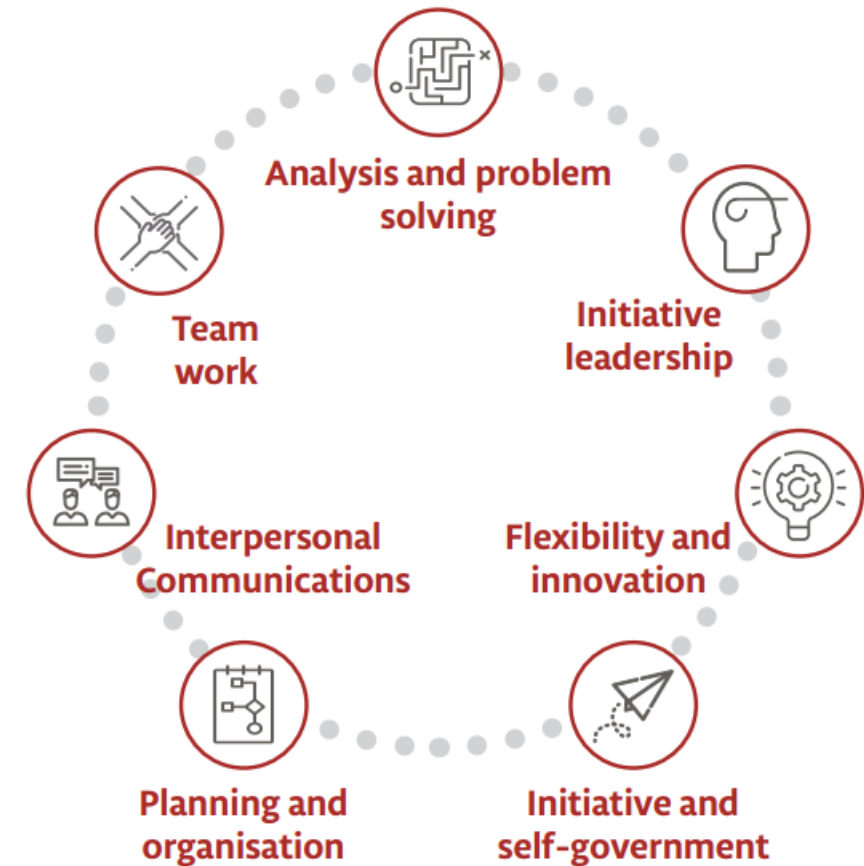 Analysis and problem
solving
Team
work
Initiative
leadership
Interpersonal
Communications
Flexibility and
innovation
Planning and
organisation
Initiative and
self-government